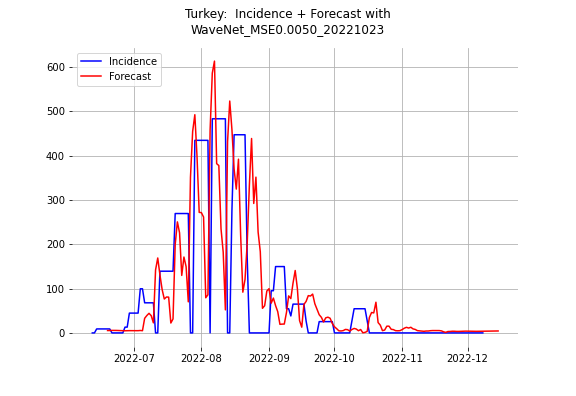 Turkey:  Incidence + Forecast with
WaveNet_MSE0.0050_20221023
Incidence
Forecast
600
500
400
300
200
100
0
2022-07 2022-08 2022-09 2022-10 2022-11 2022-12